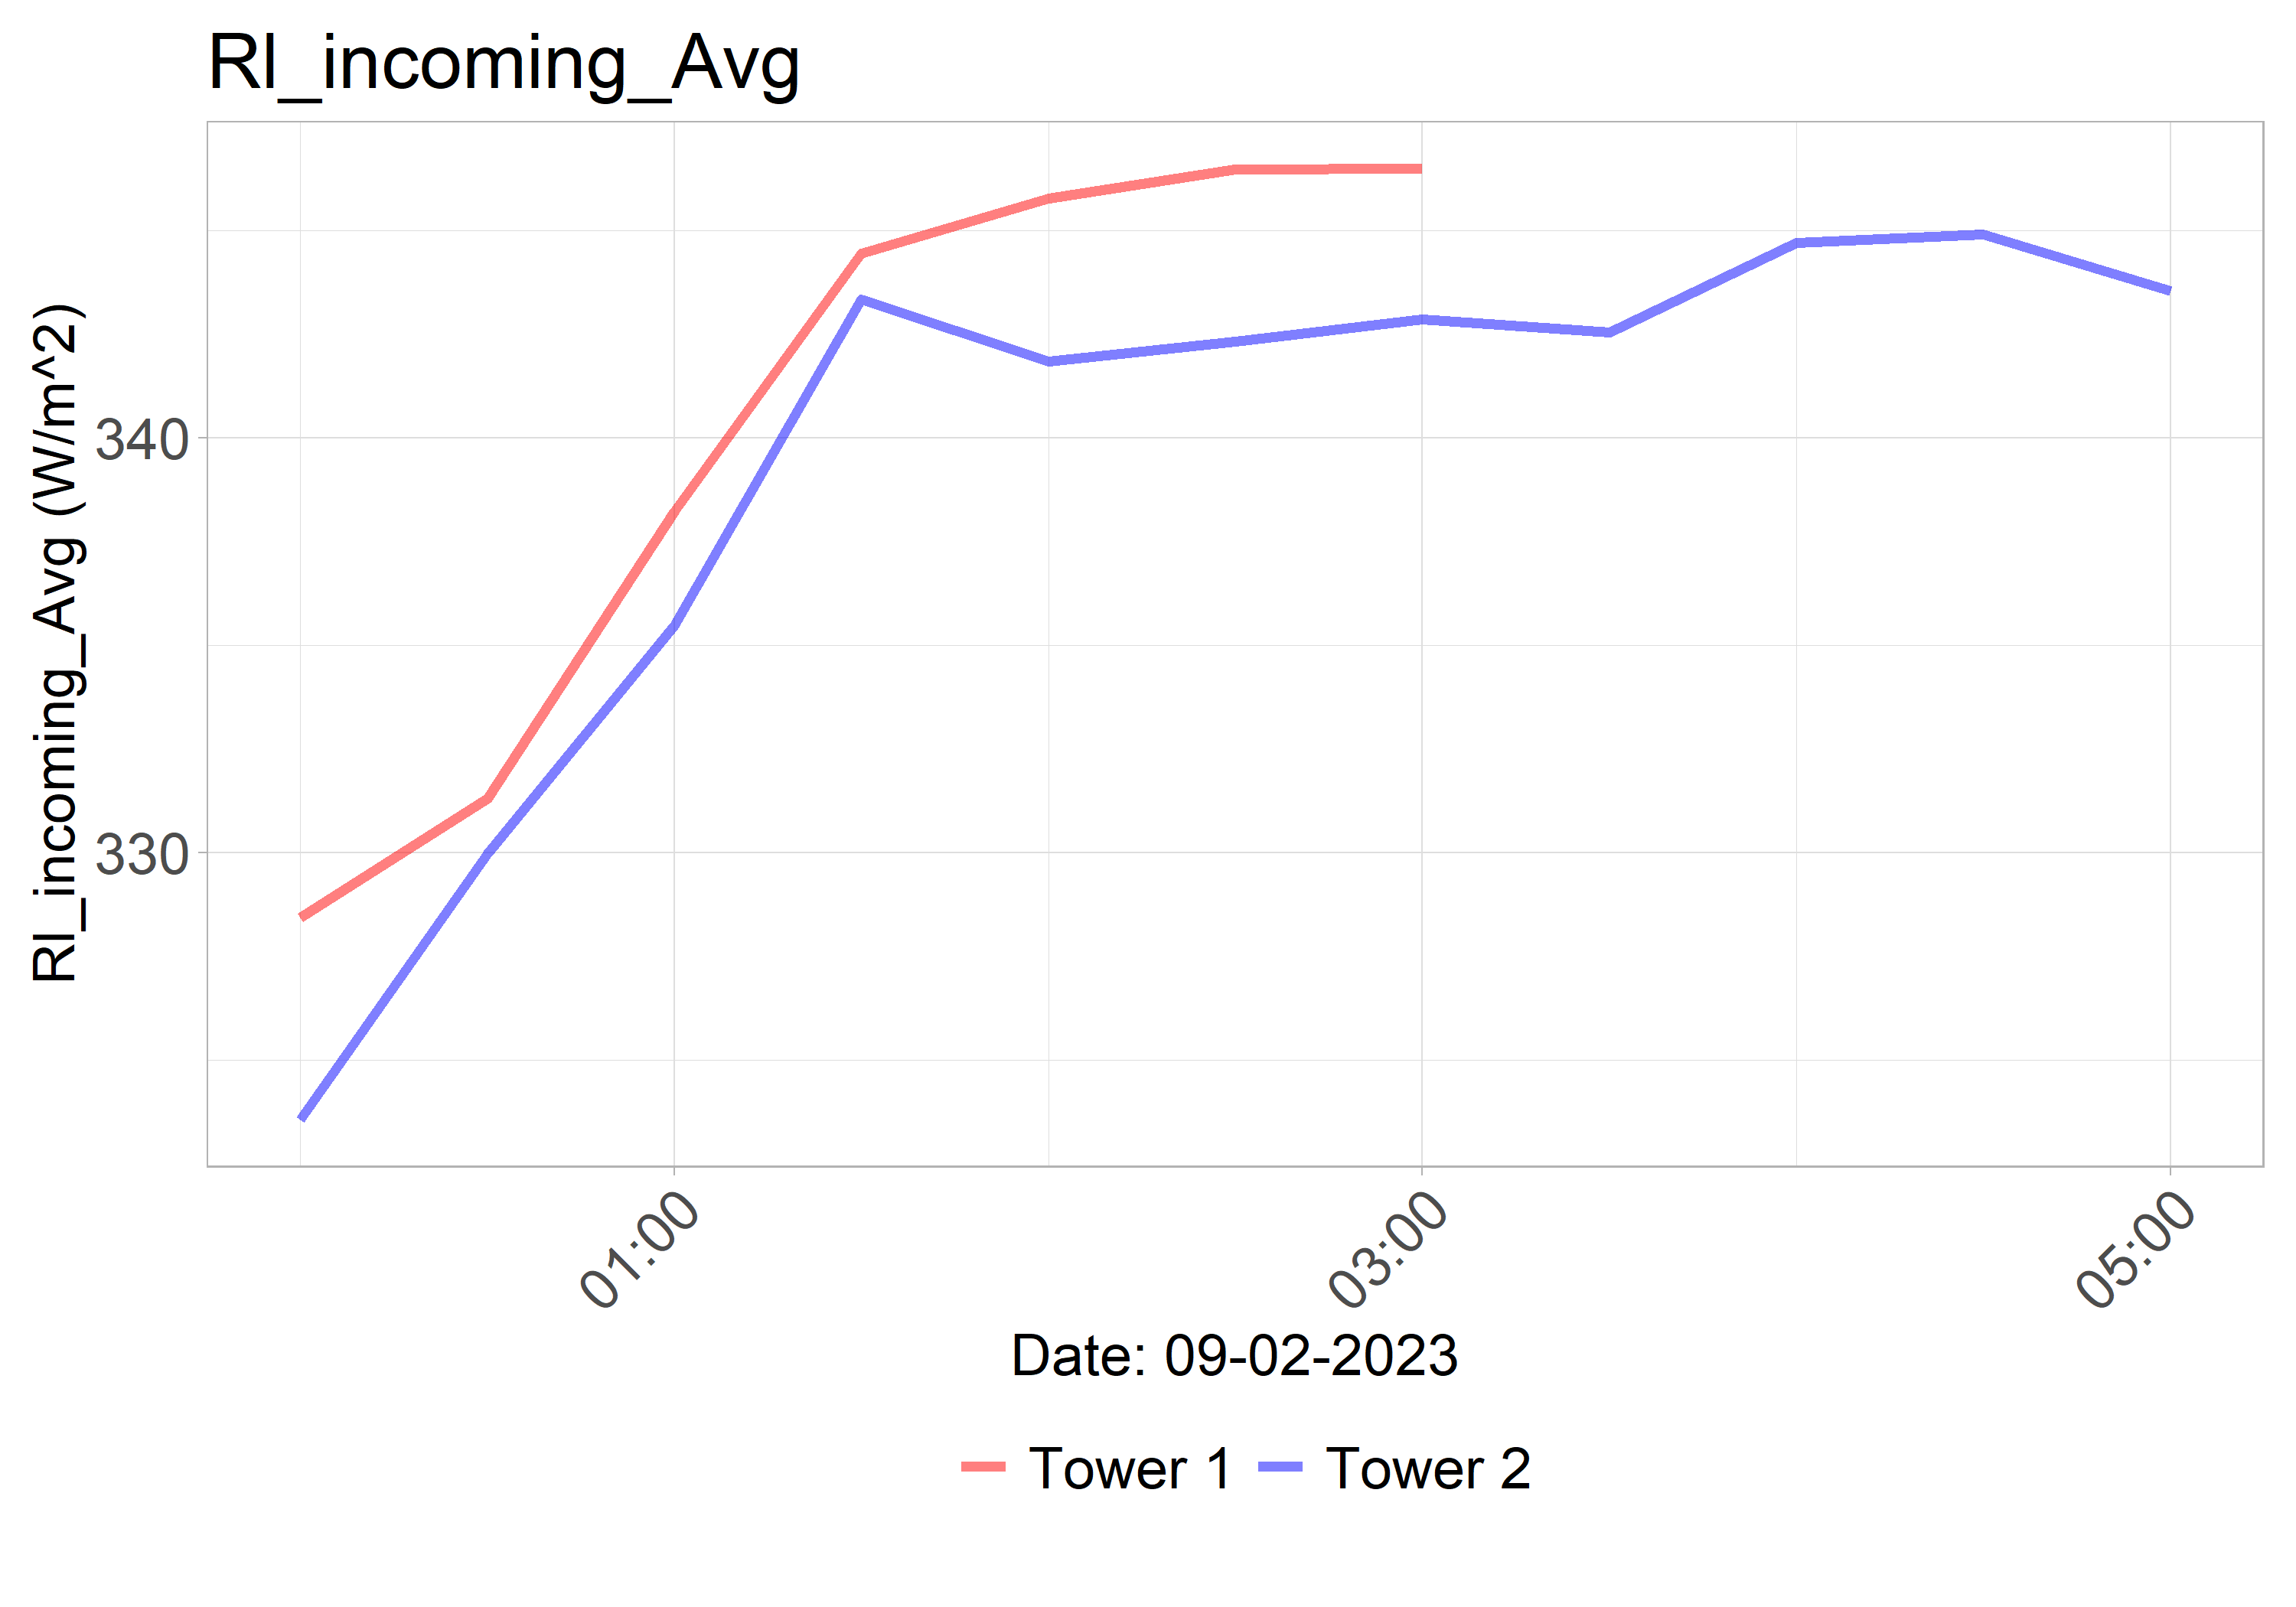 Rl_incoming_Avg
Rl_incoming_Avg (W/m^2)
340
330
01:00
03:00
05:00
Date: 09-02-2023
Tower 1
Tower 2